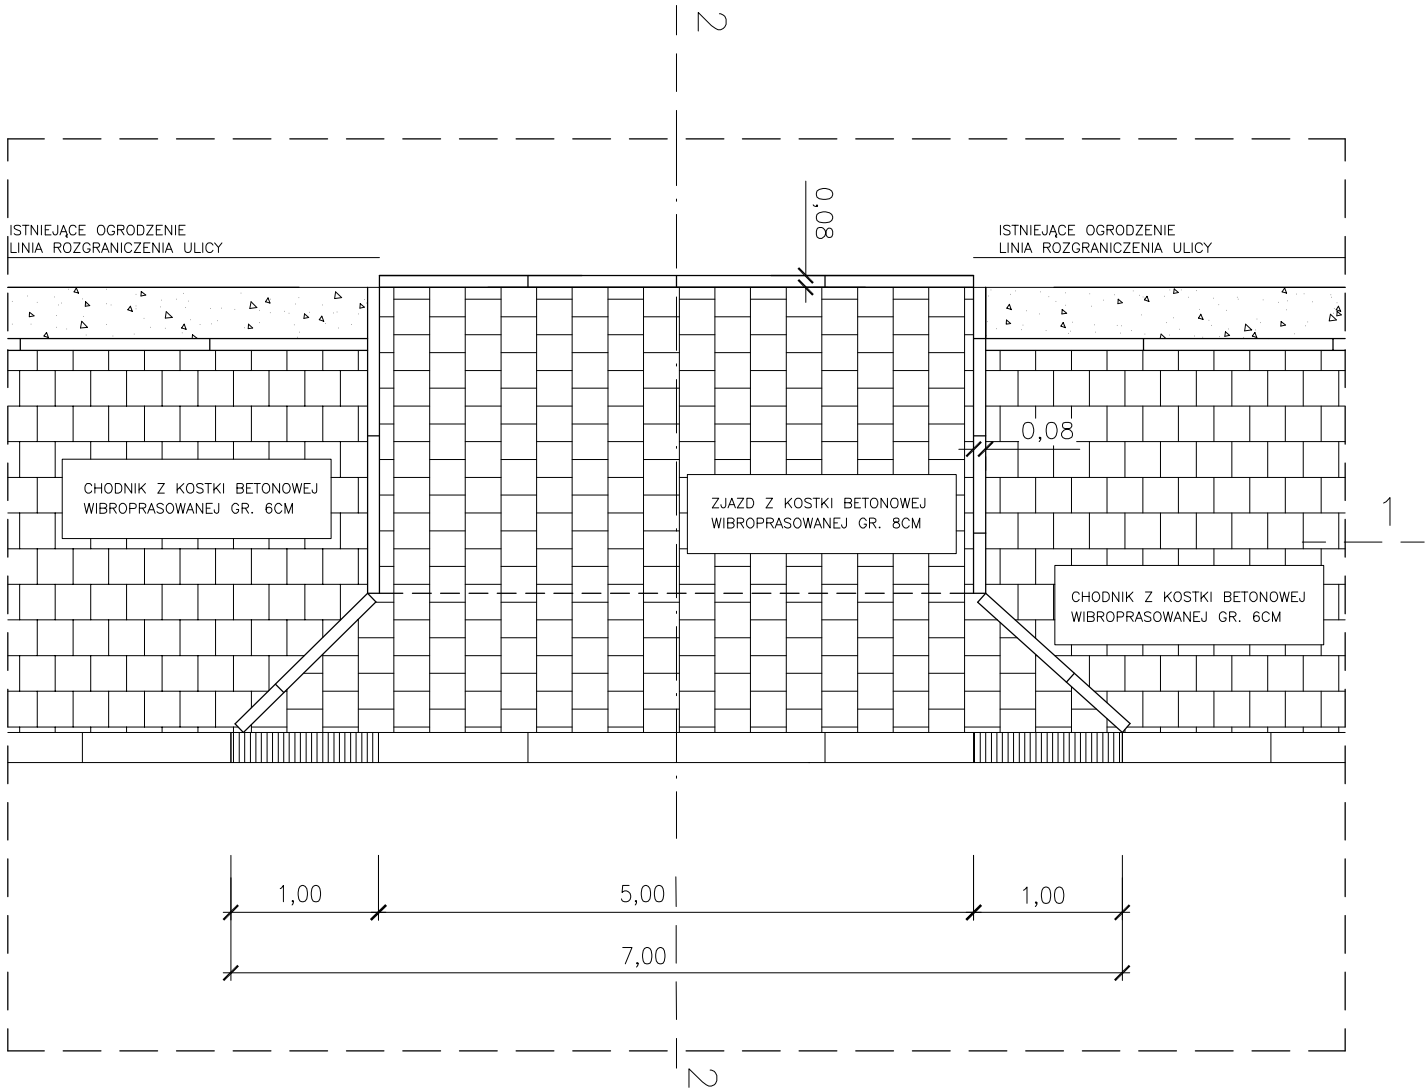 2
0,08
ISTNIEJĄCE OGRODZENIE
LINIA ROZGRANICZENIA ULICY
ISTNIEJĄCE OGRODZENIE
LINIA ROZGRANICZENIA ULICY
0,08
CHODNIK Z KOSTKI BETONOWEJ
WIBROPRASOWANEJ GR. 6CM
ZJAZD Z KOSTKI BETONOWEJ
WIBROPRASOWANEJ GR. 8CM
1
CHODNIK Z KOSTKI BETONOWEJ
WIBROPRASOWANEJ GR. 6CM
1,00
5,00
1,00
7,00
2